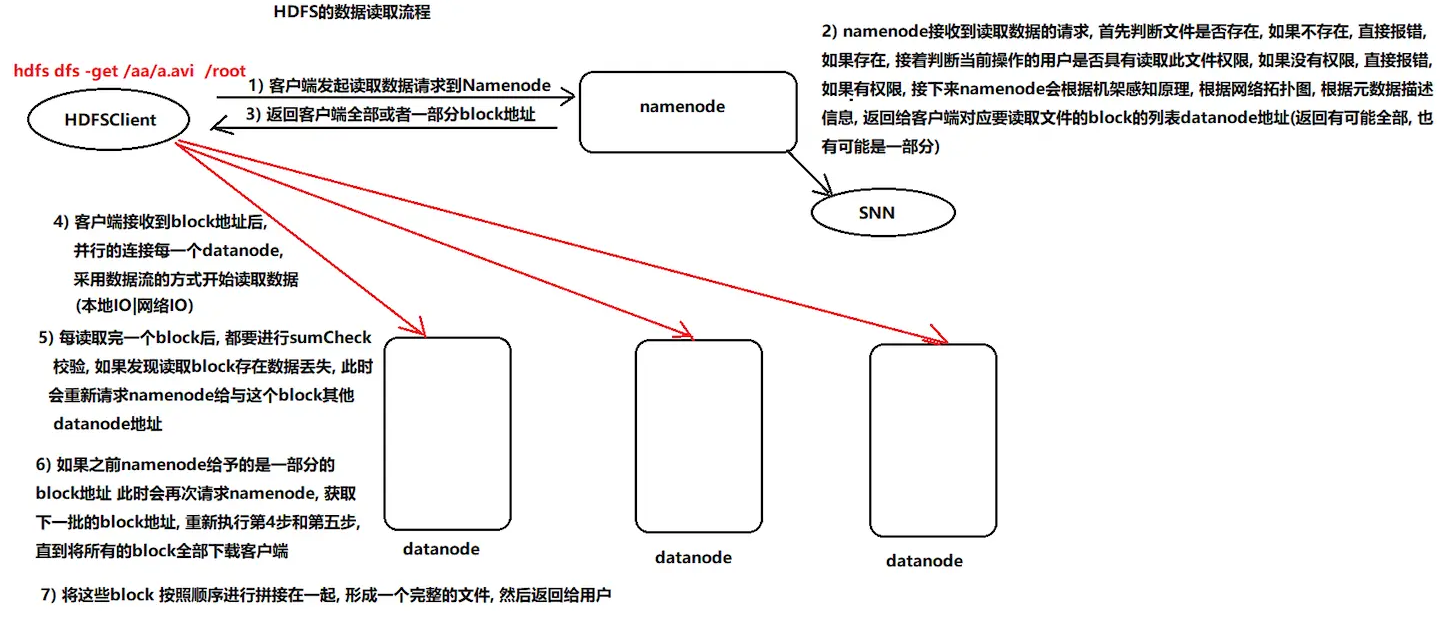 HDFS的数据读取流程
hdfs dfs -get /aa/a.avi /root
HDFSClient
1) 客户端发起读取数据请求到Namenode
3) 返回客户端全部或者一部分block地址
namenode
2) namenode接收到读取数据的请求, 首先判断文件是否存在, 如果不存在, 直接报错,
如果存在, 接着判断当前操作的用户是否具有读取此文件权限, 如果没有权限, 直接报错,
如果有权限, 接下来namenode会根据机架感知原理, 根据网络拓扑图, 根据元数据描述
信息, 返回给客户端对应要读取文件的block的列表datanode地址(返回有可能全部, 也
有可能是一部分)
SNN
4) 客户端接收到block地址后,
并行的连接每一个datanode,
采用数据流的方式开始读取数据
(本地IO|网络IO)
5) 每读取完一个block后, 都要进行sumCheck
校验, 如果发现读取block存在数据丢失, 此时
会重新请求namenode给与这个block其他
datanode地址
6) 如果之前namenode给予的是一部分的
block地址 此时会再次请求namenode, 获取
下一批的block地址, 重新执行第4步和第五步,
直到将所有的block全部下载客户端
datanode
datanode
datanode
7) 将这些block 按照顺序进行拼接在一起, 形成一个完整的文件, 然后返回给用户